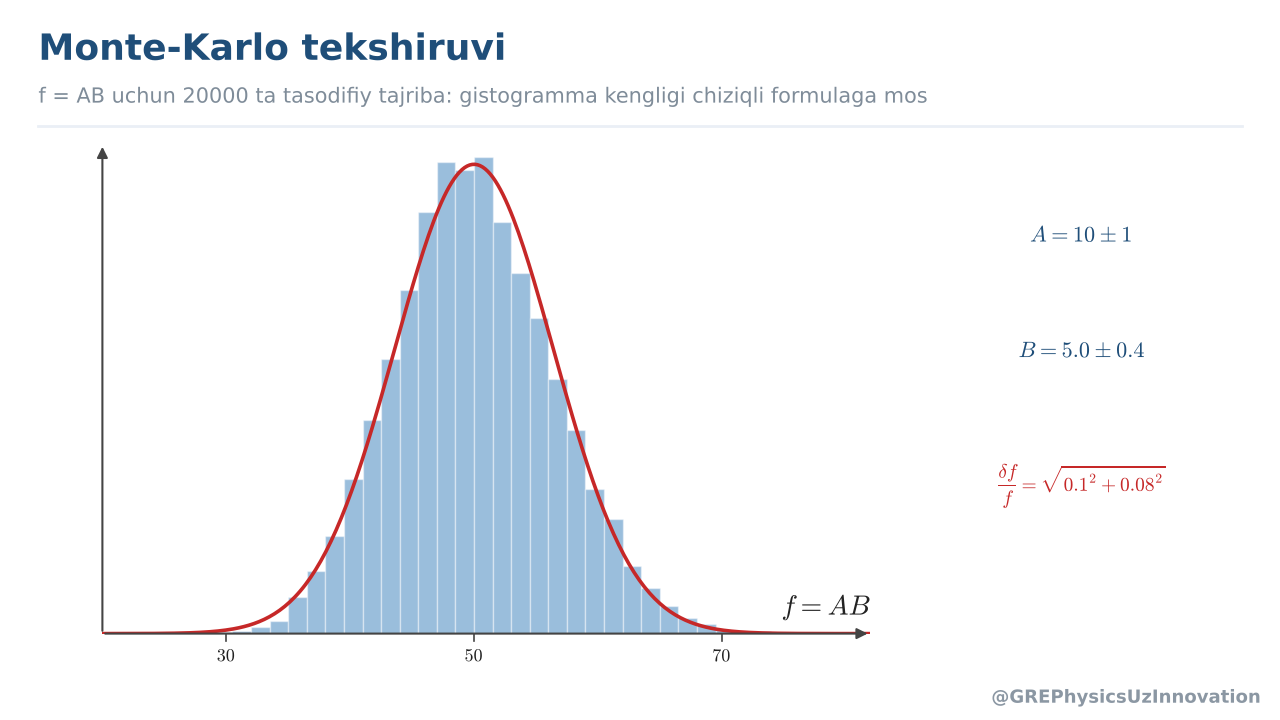 Monte-Karlo tekshiruvi
f = AB uchun 20000 ta tasodifiy tajriba: gistogramma kengligi chiziqli formulaga mos
A = 10 ± 1
B = 5.0 ± 0.4
δf/f = √(0.1² + 0.08²)
f = AB
30 50 70
@GREPhysicsUzInnovation